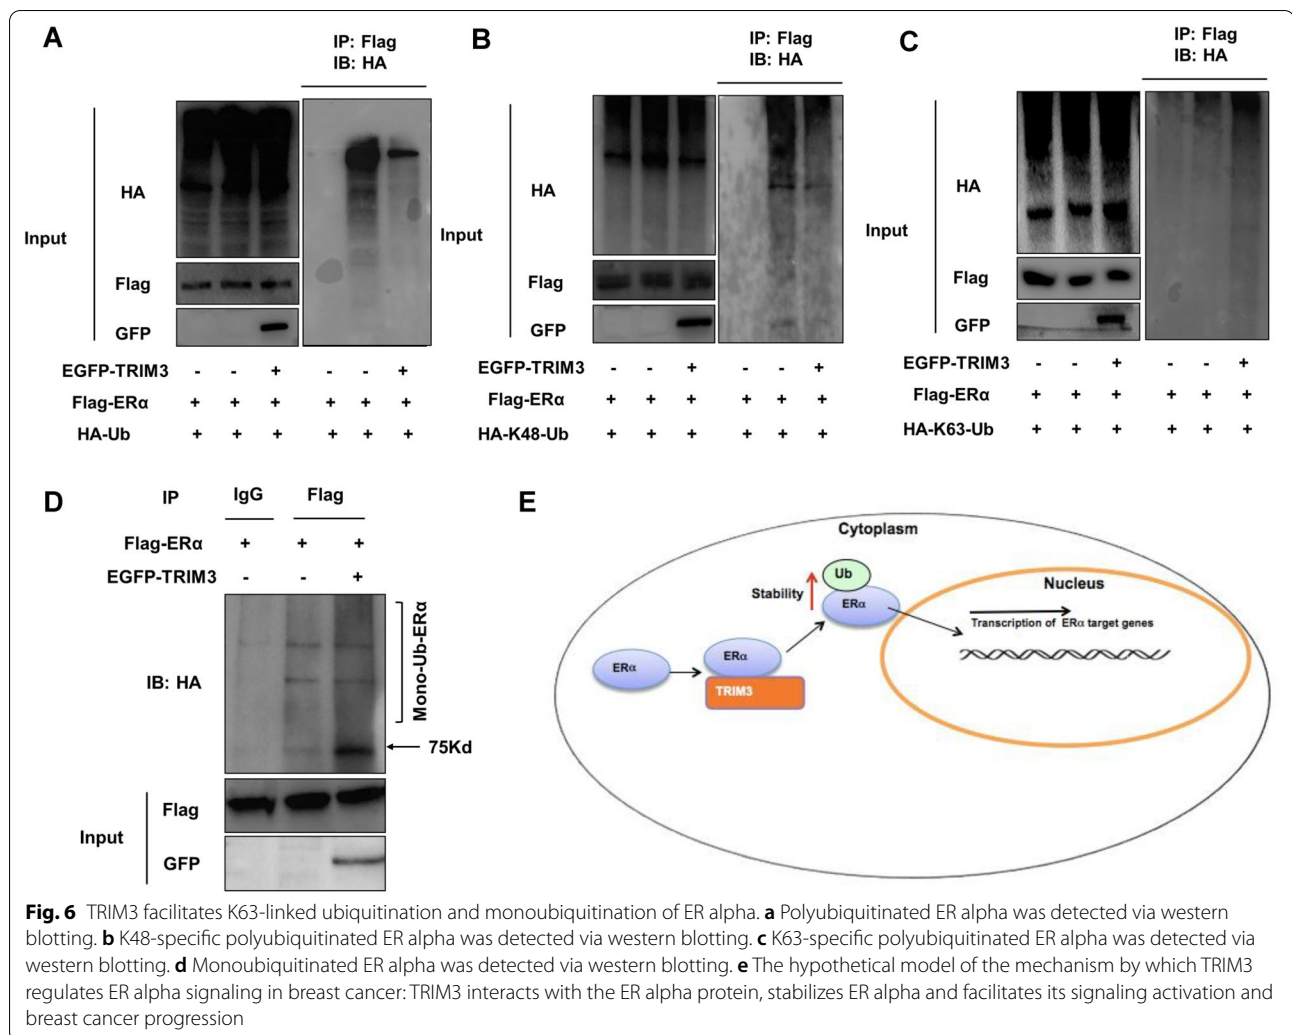 A
IP: Flag
IB: HA
HA
Input
Flag
GFP
EGFP-TRIM3 - - + - - +
Flag-ERα + + + + + +
HA-Ub + + + + + +
B
IP: Flag
IB: HA
HA
Input
Flag
GFP
EGFP-TRIM3 - - + - - +
Flag-ERα + + + + + +
HA-K48-Ub + + + + + +
C
IP: Flag
IB: HA
HA
Input
Flag
GFP
EGFP-TRIM3 - - + - - +
Flag-ERα + + + + + +
HA-K63-Ub + + + + + +
D
IP IgG Flag
Flag-ERα + + +
EGFP-TRIM3 - - +
IB: HA
Mono-Ub-ERα
75Kd
Input
Flag
GFP
E
Cytoplasm
Ub
Stability
ERα
Nucleus
Transcription of ERα target genes
ERα
ERα
TRIM3
Fig. 6 TRIM3 facilitates K63-linked ubiquitination and monoubiquitination of ER alpha. a Polyubiquitinated ER alpha was detected via western
blotting. b K48-specific polyubiquitinated ER alpha was detected via western blotting. c K63-specific polyubiquitinated ER alpha was detected via
western blotting. d Monoubiquitinated ER alpha was detected via western blotting. e The hypothetical model of the mechanism by which TRIM3
regulates ER alpha signaling in breast cancer: TRIM3 interacts with the ER alpha protein, stabilizes ER alpha and facilitates its signaling activation and
breast cancer progression